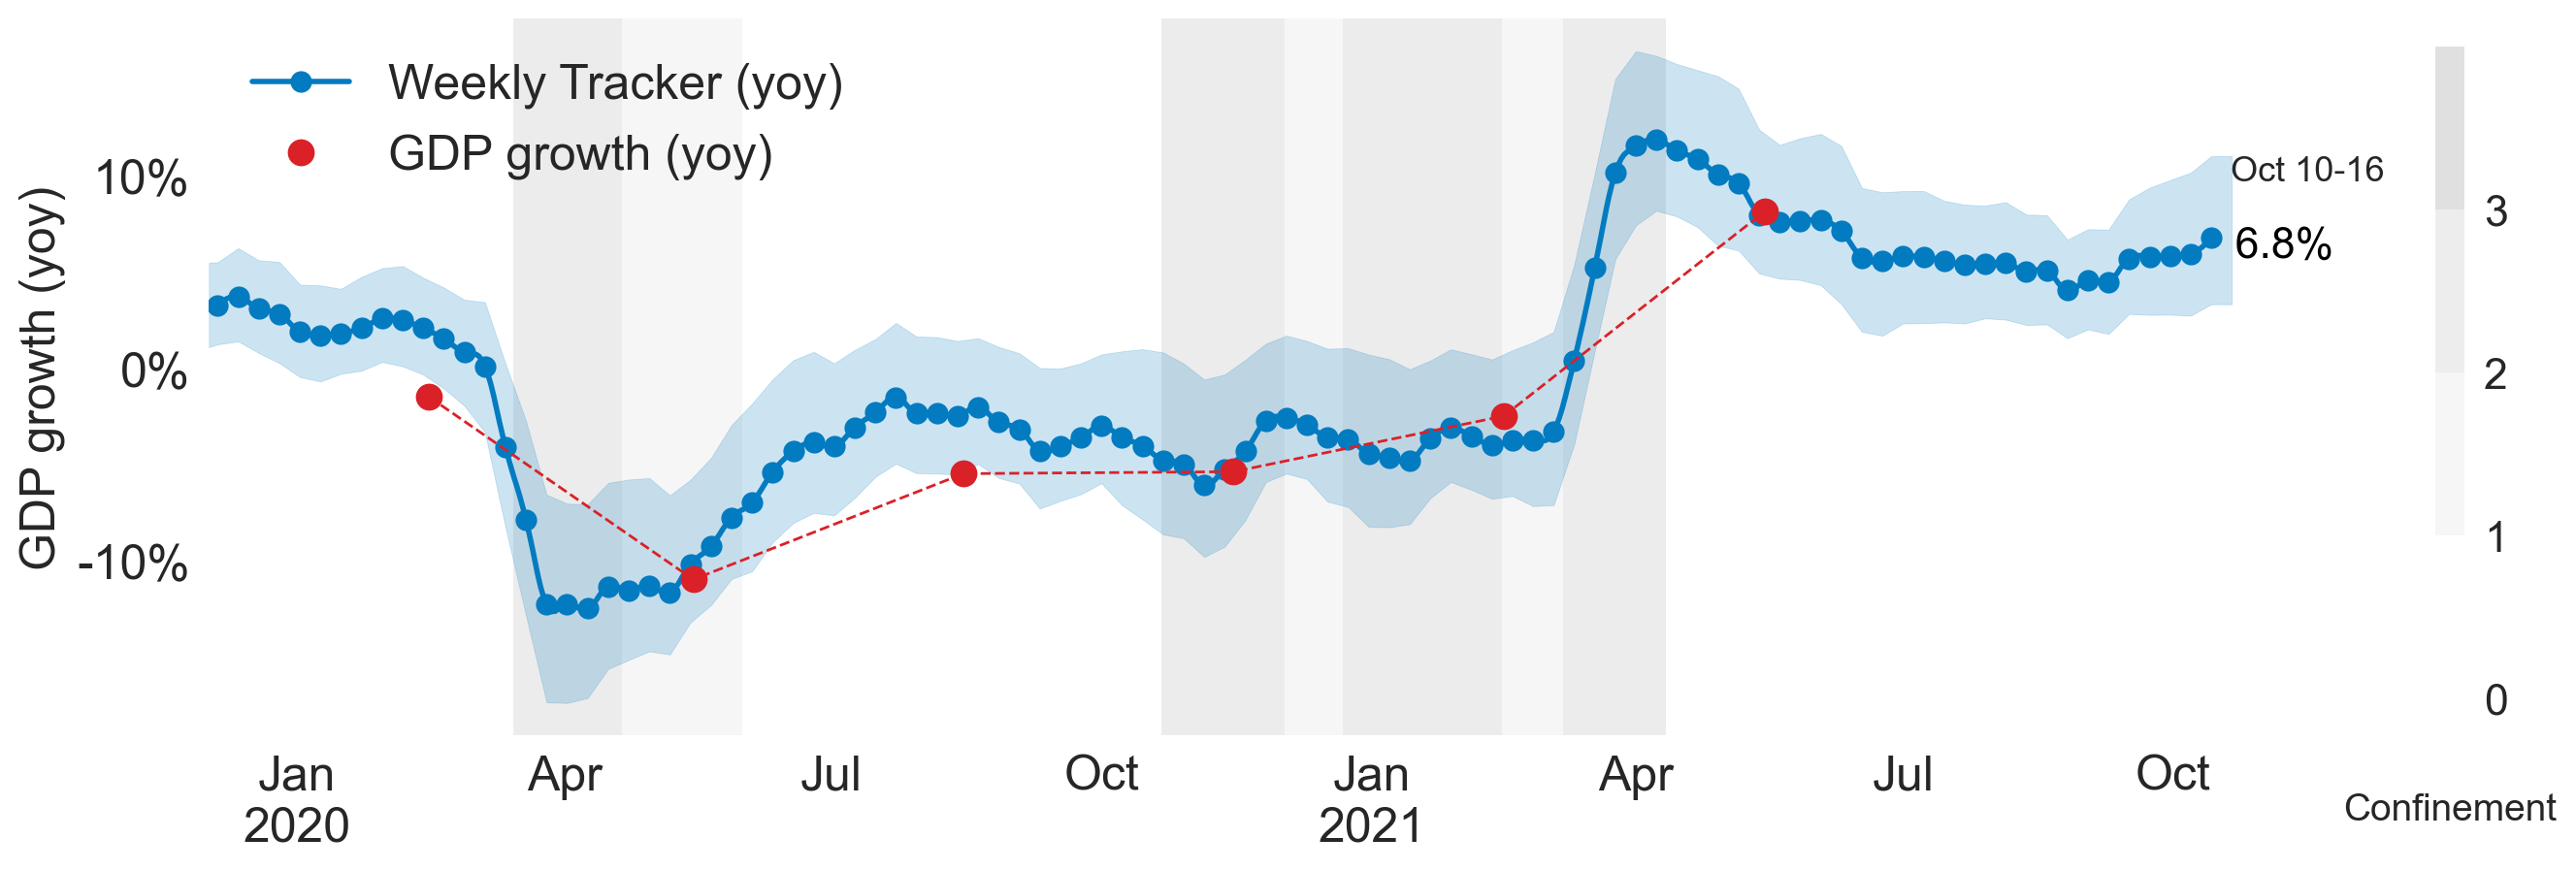 Weekly Tracker (yoy)
GDP growth (yoy)
GDP growth (yoy)
10%
0%
-10%
Oct 10-16
6.8%
3
2
1
0
Jan Apr Jul Oct Jan Apr Jul Oct
2020 2021
Confinement